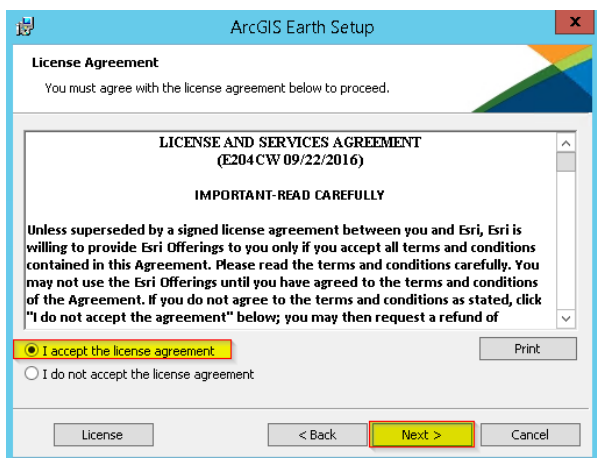 ArcGIS Earth Setup
x
License Agreement
You must agree with the license agreement below to proceed.
LICENSE AND SERVICES AGREEMENT
(E204CW 09/22/2016)
IMPORTANT-READ CAREFULLY
Unless superseded by a signed license agreement between you and Esri, Esri is
willing to provide Esri Offerings to you only if you accept all terms and conditions
contained in this Agreement. Please read the terms and conditions carefully. You
may not use the Esri Offerings until you have agreed to the terms and conditions
of the Agreement. If you do not agree to the terms and conditions as stated, click
"I do not accept the agreement" below; you may then request a refund of
I accept the license agreement
Print
I do not accept the license agreement
License
< Back
Next >
Cancel